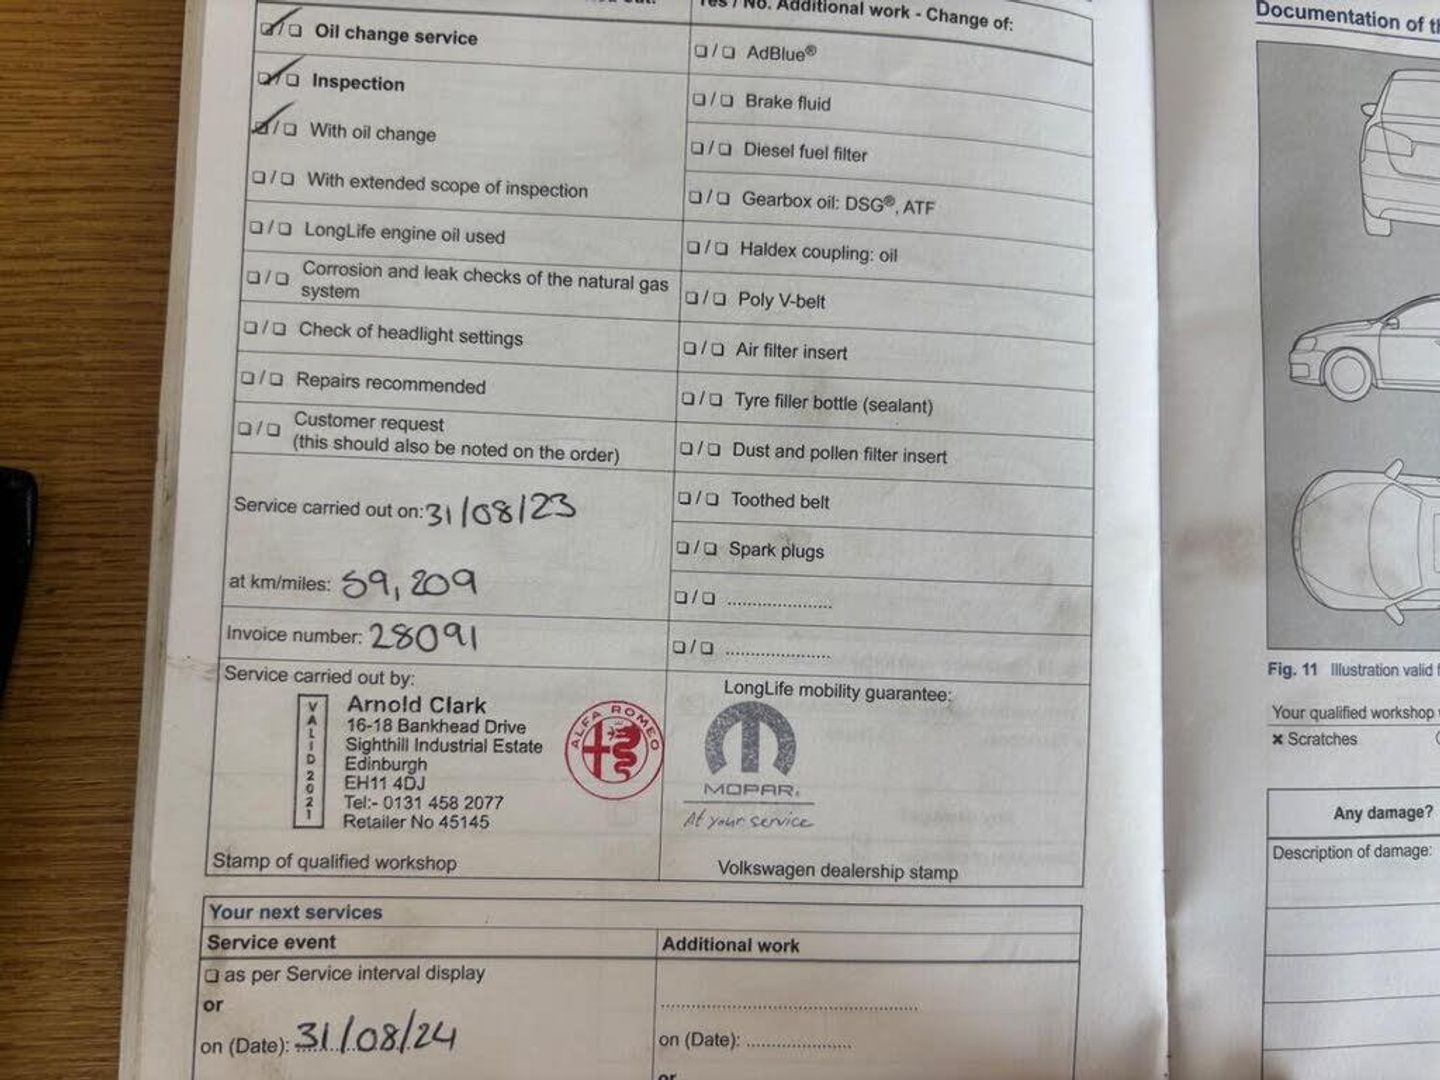 Yes / No. Additional work - Change of:
❏/❏ Oil change service
❏/❏ Inspection
❏/❏ With oil change
❏/❏ With extended scope of inspection
❏/❏ LongLife engine oil used
❏/❏ Corrosion and leak checks of the natural gas
system
❏/❏ Check of headlight settings
❏/❏ Repairs recommended
❏/❏ Customer request
(this should also be noted on the order)
Service carried out on: 31/08/23
at km/miles: 59,209
Invoice number: 28091
Service carried out by:
VALID 2021
Arnold Clark
16-18 Bankhead Drive
Sighthill Industrial Estate
Edinburgh
EH11 4DJ
Tel:- 0131 458 2077
Retailer No 45145
ALFA ROMEO
Stamp of qualified workshop
❏/❏ AdBlue®
❏/❏ Brake fluid
❏/❏ Diesel fuel filter
❏/❏ Gearbox oil: DSG®, ATF
❏/❏ Haldex coupling: oil
❏/❏ Poly V-belt
❏/❏ Air filter insert
❏/❏ Tyre filler bottle (sealant)
❏/❏ Dust and pollen filter insert
❏/❏ Toothed belt
❏/❏ Spark plugs
❏/❏ .....................
❏/❏ .....................
LongLife mobility guarantee:
MOPAR®
At your service
Volkswagen dealership stamp
Your next services
Service event
❏ as per Service interval display
or
on (Date): 31/08/24
Additional work
..................................................
on (Date): .....................
or
Documentation of
Fig. 11 Illustration valid
Your qualified workshop
× Scratches
Any damage?
Description of damage: